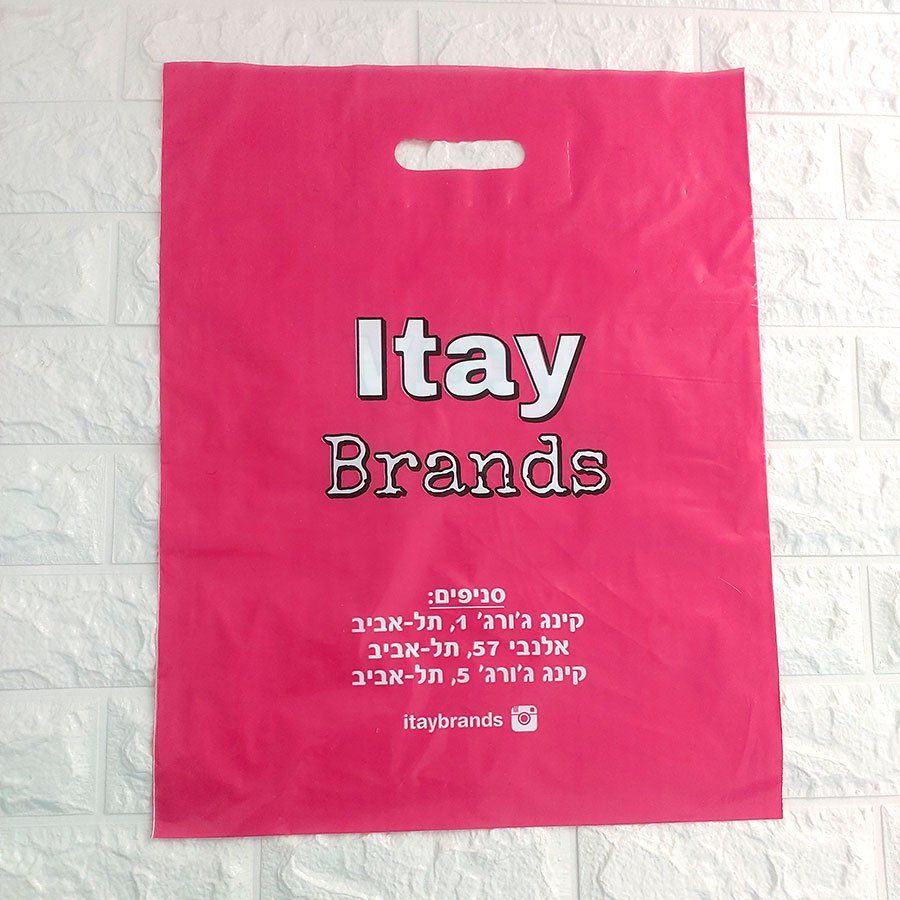 Itay
Brands
סניפים:
קינג ג'ורג' 1, תל-אביב
אלנבי 57, תל-אביב
קינג ג'ורג' 5, תל-אביב
itaybrands